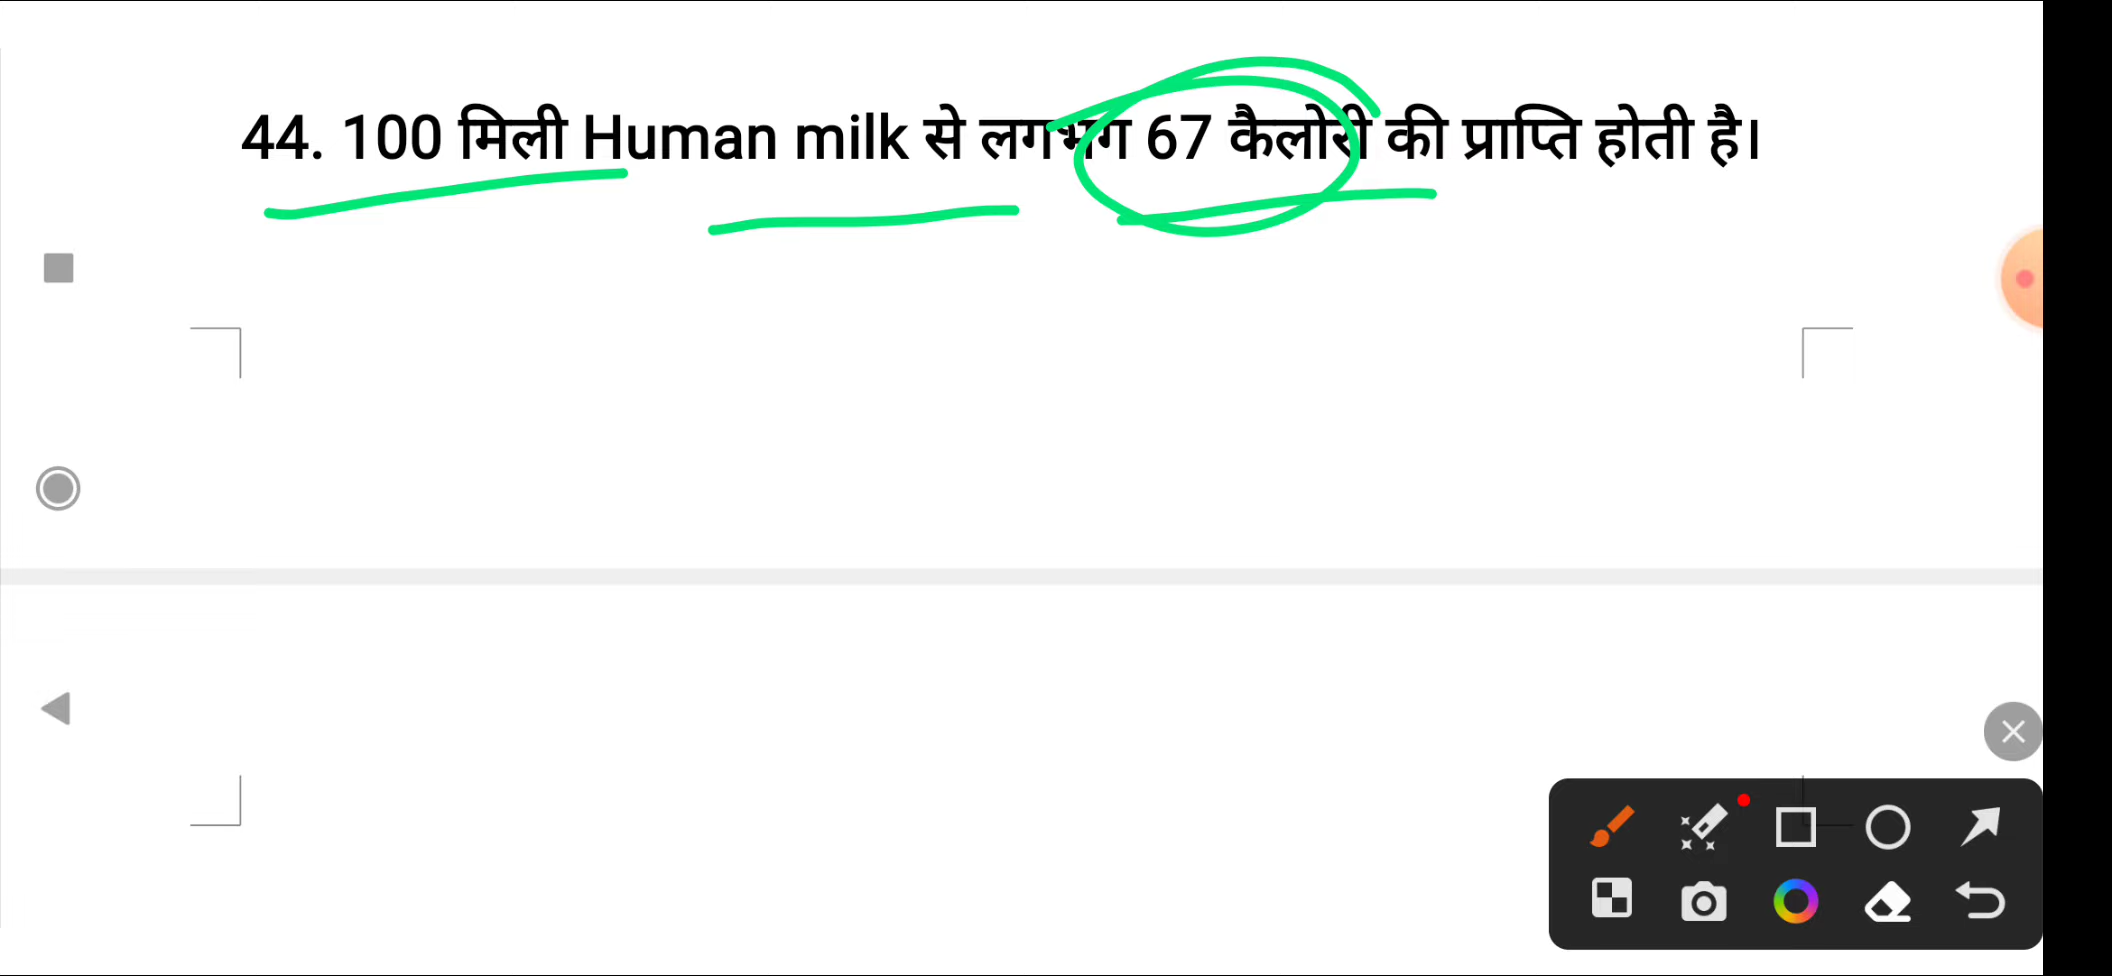 44. 100 मिली Human milk से लगभग 67 कैलोरी की प्राप्ति होती है।